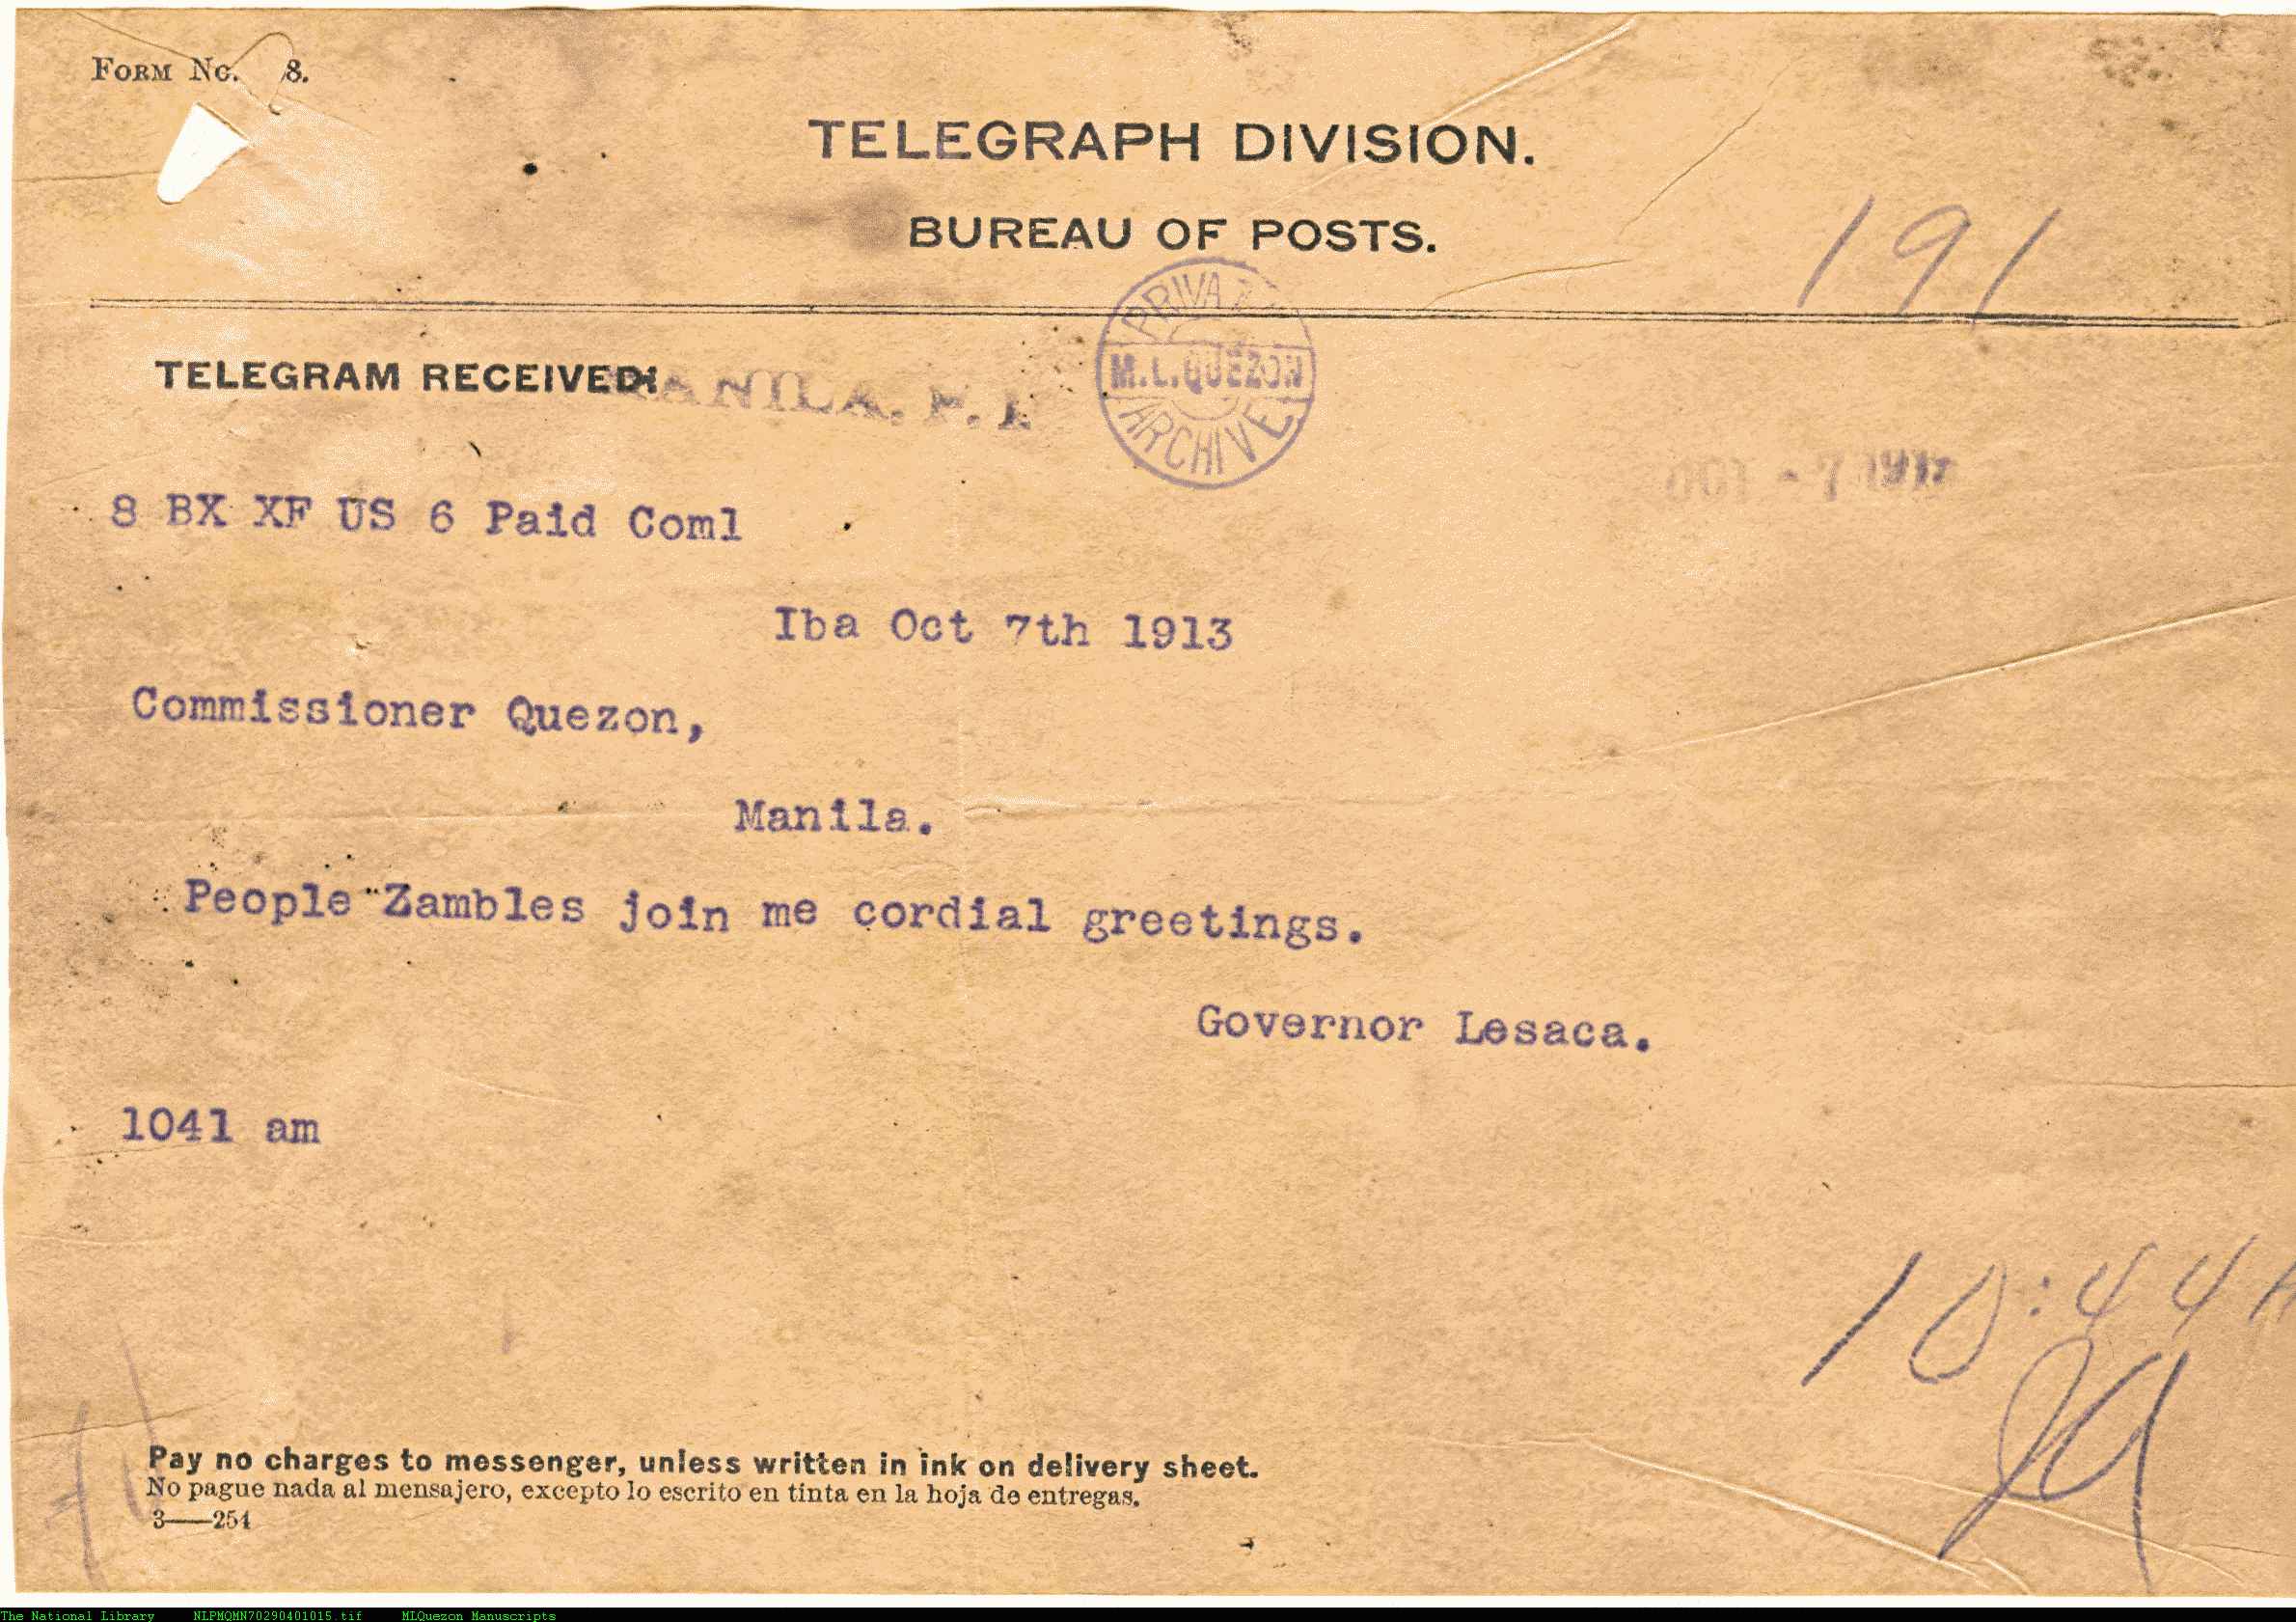 FORM No. 8.
TELEGRAPH DIVISION.
BUREAU OF POSTS.
191
TELEGRAM RECEIVED:
MANILA. P. I.
PRIVATE
M. L. QUEZON
ARCHIVE
OCT - 7
8 BX XF US 6 Paid Coml
Iba Oct 7th 1913
Commissioner Quezon,
Manila.
People Zambles join me cordial greetings.
Governor Lesaca.
1041 am
10:44 A
Pay no charges to messenger, unless written in ink on delivery sheet.
No pague nada al mensajero, excepto lo escrito en tinta en la hoja de entregas.
3——254
The National Library NLPMQMN70290401015.tif MLQuezon Manuscripts